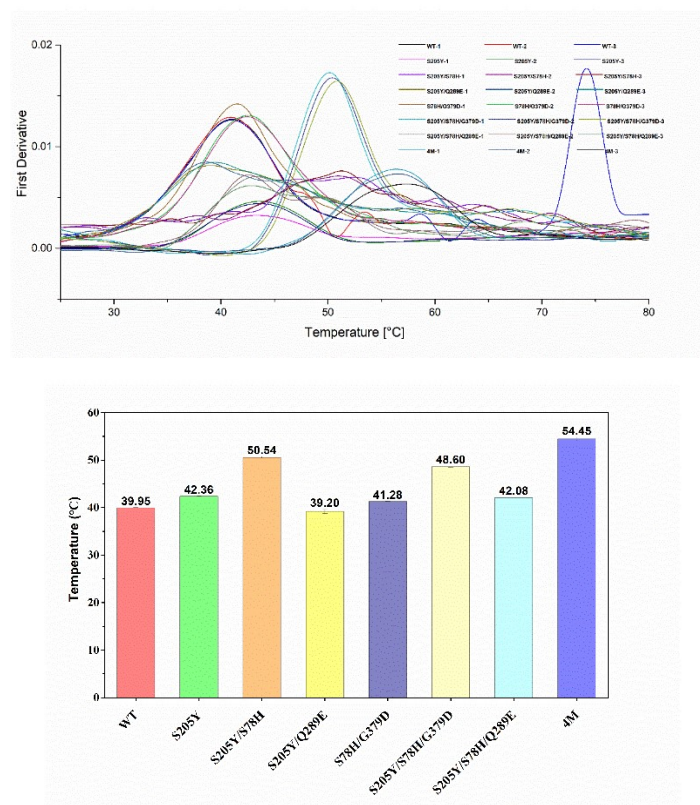 0.02
0.01
0.00
First Derivative
30 40 50 60 70 80
Temperature [°C]
WT-1 WT-2 WT-3
S205Y-1 S205Y-2 S205Y-3
S205Y/S78H-1 S205Y/S78H-2 S205Y/S78H-3
S205Y/Q289E-1 S205Y/Q289E-2 S205Y/Q289E-3
S78H/G379D-1 S78H/G379D-2 S78H/G379D-3
S205Y/S78H/G379D-1 S205Y/S78H/G379D-2 S205Y/S78H/G379D-3
S205Y/S78H/Q289E-1 S205Y/S78H/Q289E-2 S205Y/S78H/Q289E-3
4M-1 4M-2 4M-3
60
50
40
30
20
10
0
Temperature (°C)
39.95 42.36 50.54 39.20 41.28 48.60 42.08 54.45
WT S205Y S205Y/S78H S205Y/Q289E S78H/G379D S205Y/S78H/G379D S205Y/S78H/Q289E 4M